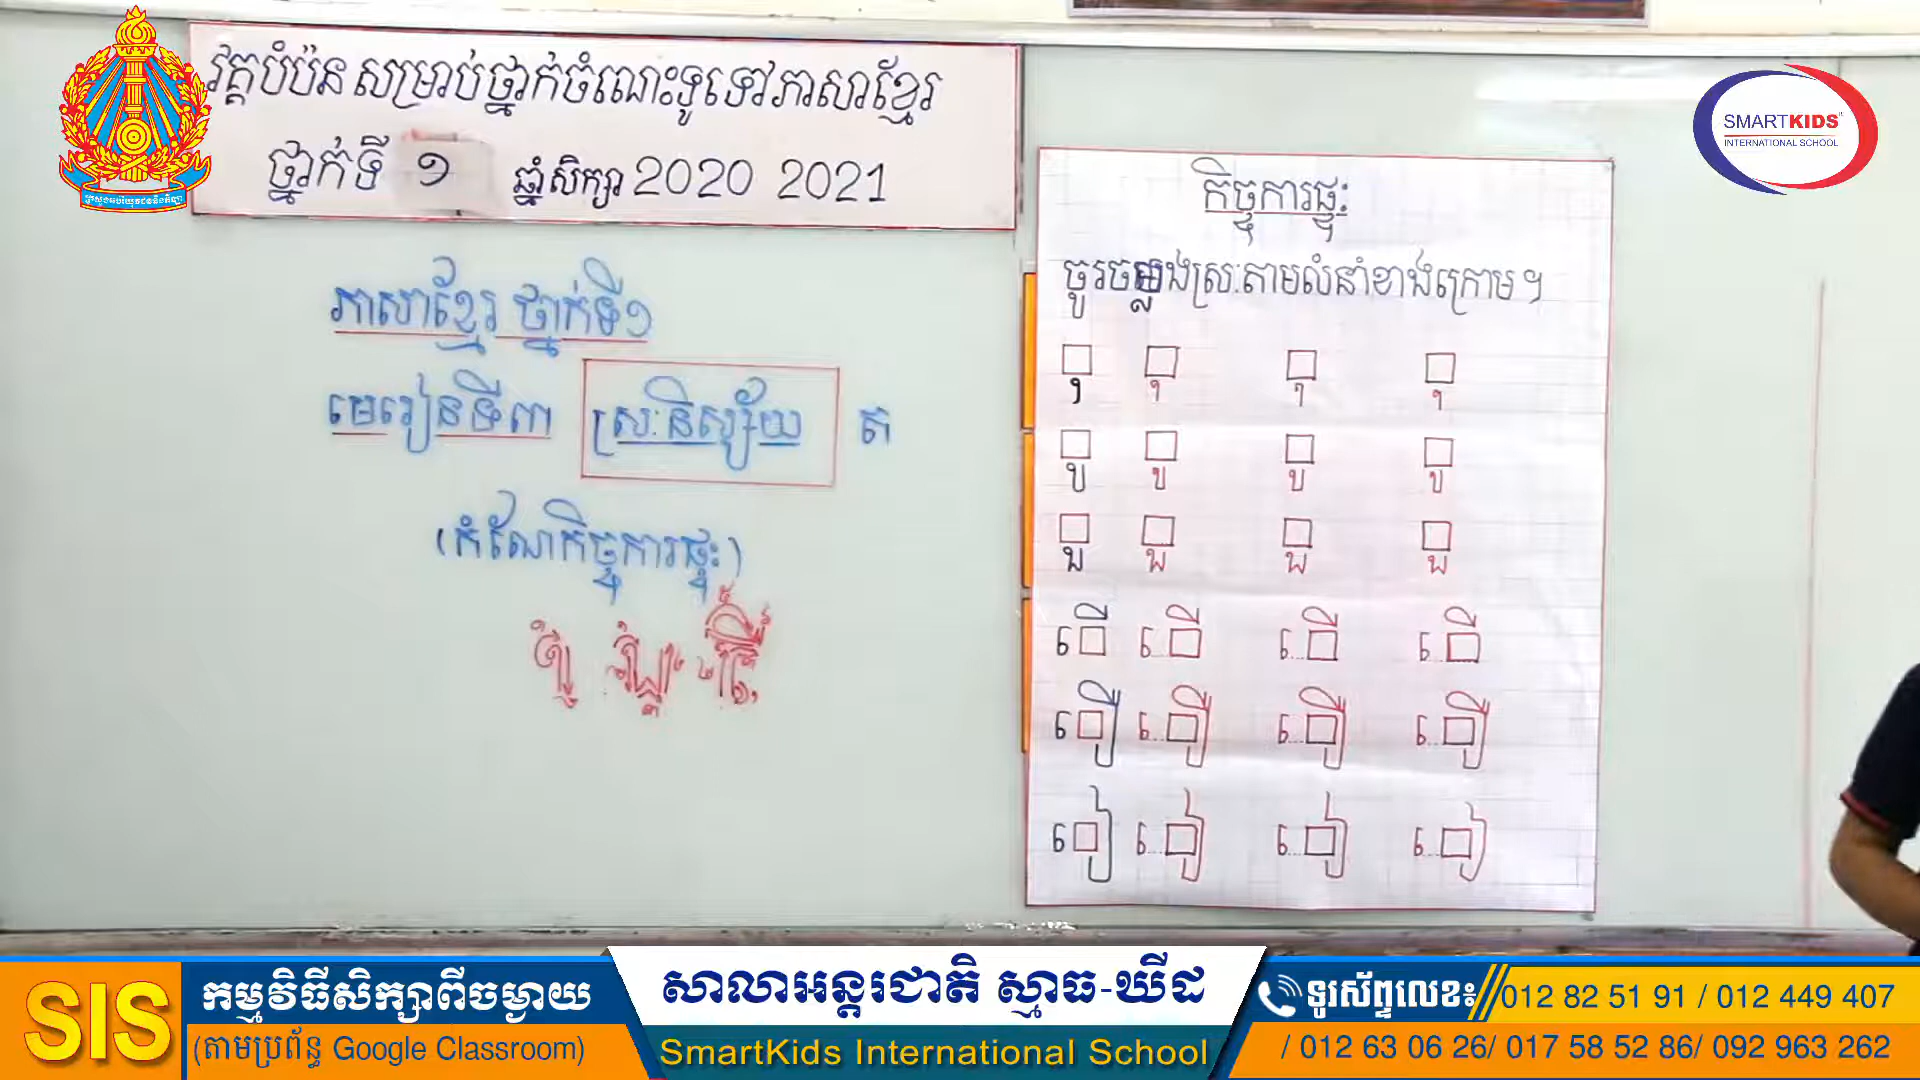 វគ្គបំប៉ន សម្រាប់ថ្នាក់ចំណេះទូទៅភាសាខ្មែរ
ថ្នាក់ទី ១ ឆ្នាំសិក្សា 2020 2021
ភាសាខ្មែរ ថ្នាក់ទី១
មេរៀនទី៣ ស្រៈនិស្ស័យ ត
(កំណែកិច្ចការផ្ទះ)
កិច្ចការផ្ទះ
ចូរចម្លងស្រៈតាមលំនាំខាងក្រោម។
ុ ុ ុ ុ
ូ ូ ូ ូ
ួ ួ ួ ួ
ើ ើ ើ ើ
ឿ ឿ ឿ ឿ
ៀ ៀ ៀ ៀ
SMARTKIDS
INTERNATIONAL SCHOOL
SIS
កម្មវិធីសិក្សាពីចម្ងាយ
(តាមប្រព័ន្ធ Google Classroom)
សាលាអន្តរជាតិ ស្មាធ-ឃីដ
SmartKids International School
ទូរស័ព្ទលេខ៖ 012 82 51 91 / 012 449 407
/ 012 63 06 26/ 017 58 52 86/ 092 963 262